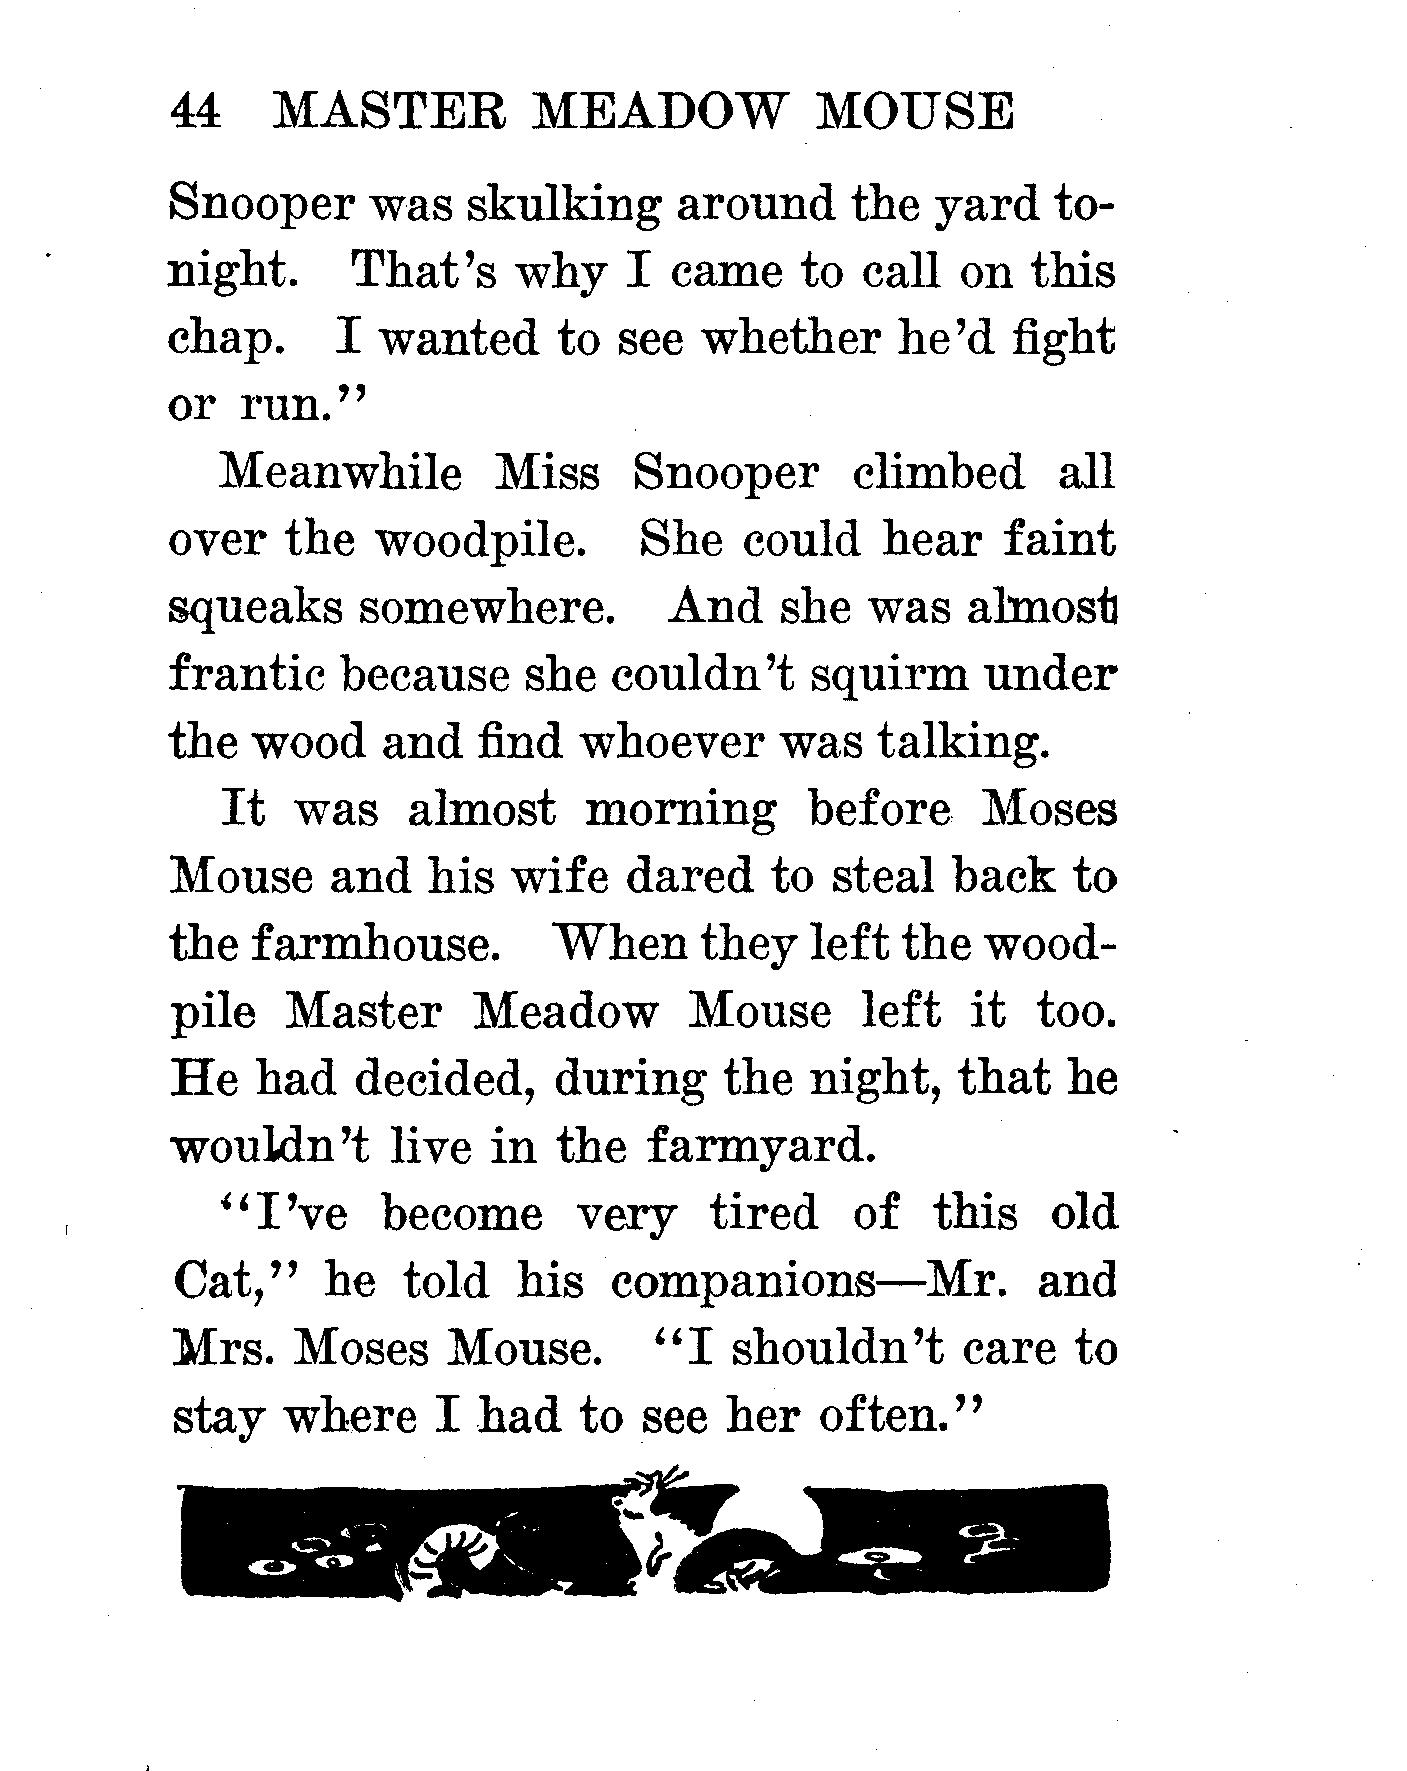 44 MASTER MEADOW MOUSE
Snooper was skulking around the yard to-
night. That's why I came to call on this
chap. I wanted to see whether he'd fight
or run."
Meanwhile Miss Snooper climbed all
over the woodpile. She could hear faint
squeaks somewhere. And she was almost
frantic because she couldn't squirm under
the wood and find whoever was talking.
It was almost morning before Moses
Mouse and his wife dared to steal back to
the farmhouse. When they left the wood-
pile Master Meadow Mouse left it too.
He had decided, during the night, that he
wouldn't live in the farmyard.
"I've become very tired of this old
Cat," he told his companions—Mr. and
Mrs. Moses Mouse. "I shouldn't care to
stay where I had to see her often."